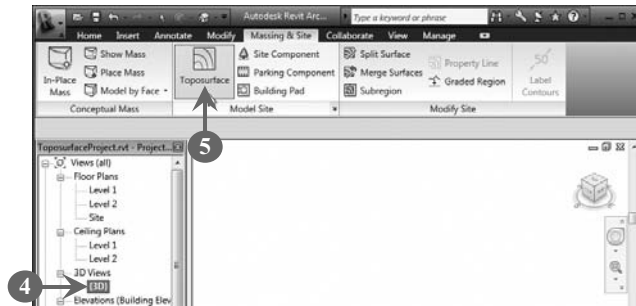 Autodesk Revit Arc...
Type a keyword or phrase
Home Insert Annotate Modify Massing & Site Collaborate View Manage
In-Place Mass
Show Mass
Place Mass
Model by Face
Conceptual Mass
Toposurface
Site Component
Parking Component
Building Pad
Model Site
Split Surface
Merge Surfaces
Subregion
Property Line
Graded Region
Label Contours
50
Modify Site
5
ToposurfaceProject.rvt - Project...
Views (all)
Floor Plans
Level 1
Level 2
Site
Ceiling Plans
Level 1
Level 2
3D Views
4
{3D}
Elevations (Building Elev